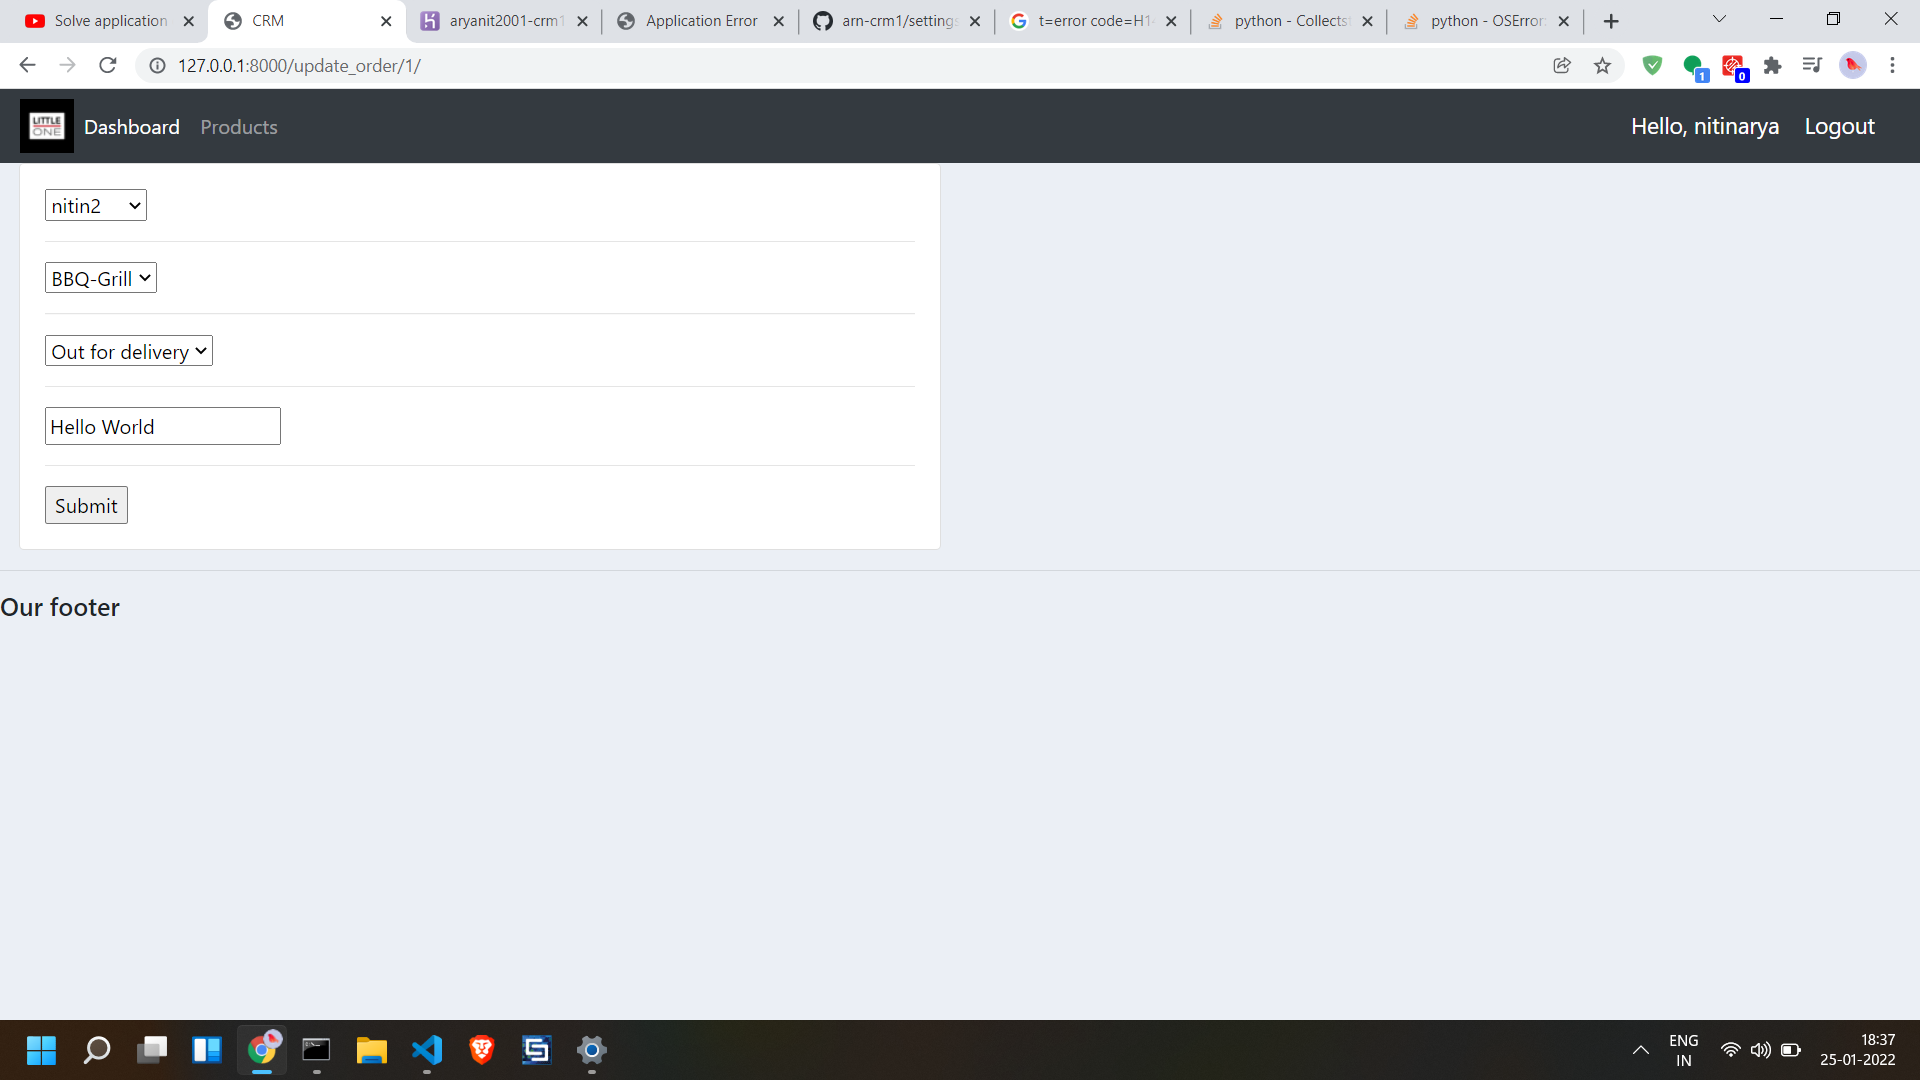 Solve application
CRM
aryanit2001-crm1
Application Error
arn-crm1/settings
t=error code=H1
python - Collectst
python - OSError:
127.0.0.1:8000/update_order/1/
1
0
LITTLE
ONE
Dashboard
Products
Hello, nitinarya
Logout
nitin2
BBQ-Grill
Out for delivery
Hello World
Submit
Our footer
ENG
IN
18:37
25-01-2022